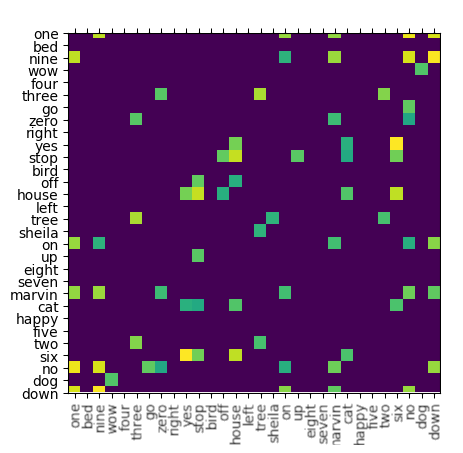 one
bed
nine
wow
four
three
go
zero
right
yes
stop
bird
off
house
left
tree
sheila
on
up
eight
seven
marvin
cat
happy
five
two
six
no
dog
down
one
bed
nine
wow
four
three
go
zero
right
yes
stop
bird
off
house
left
tree
sheila
on
up
eight
seven
marvin
cat
happy
five
two
six
no
dog
down